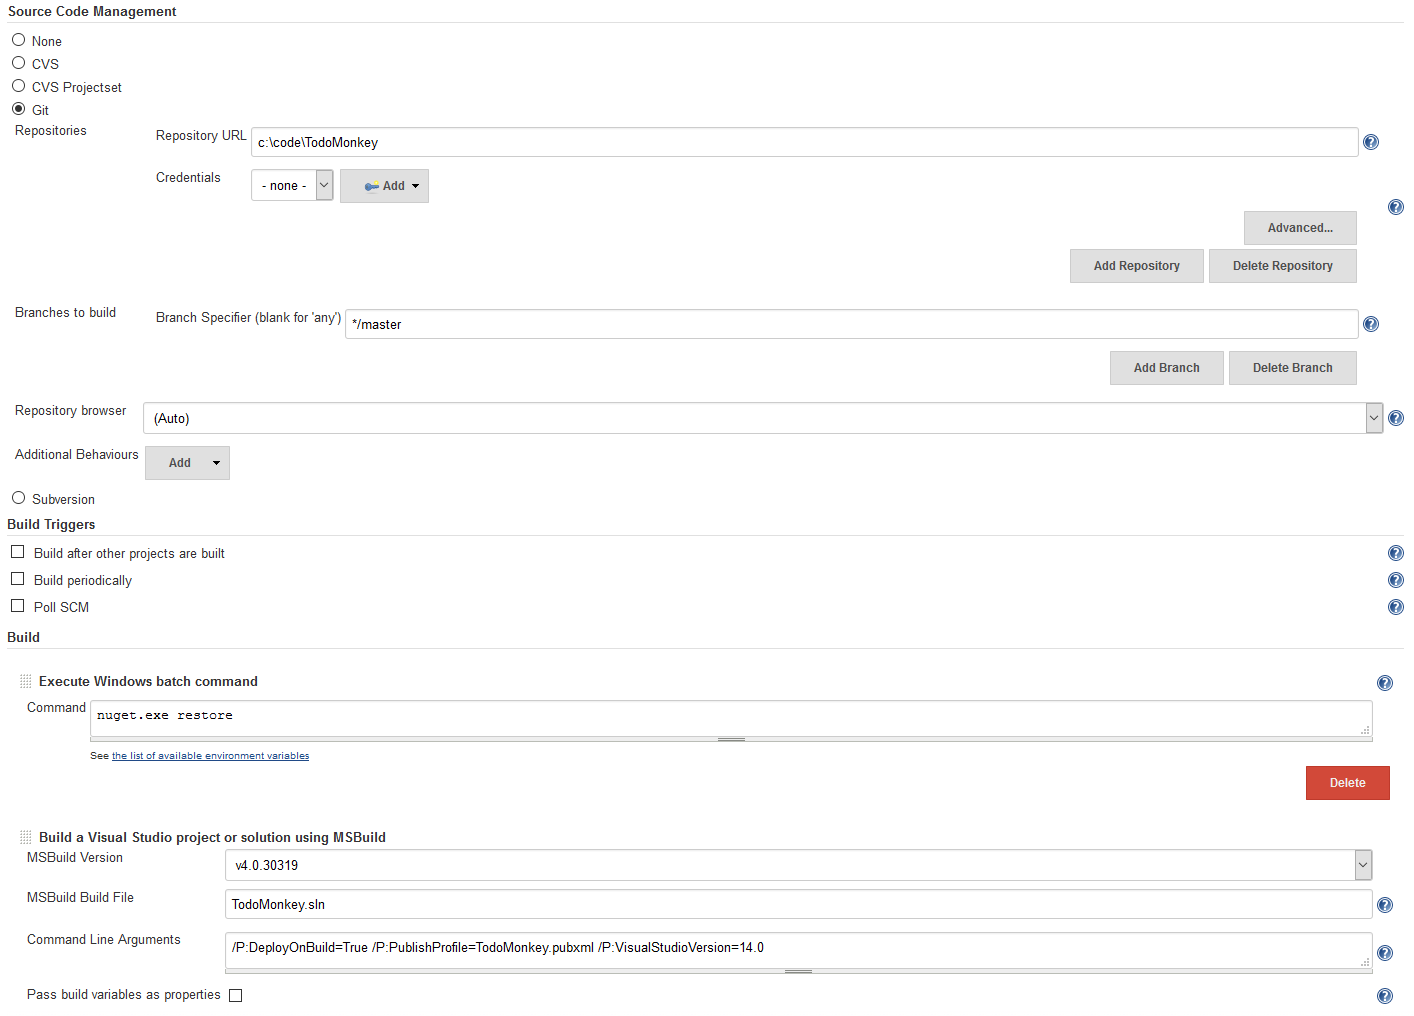 Source Code Management
None
CVS
CVS Projectset
Git
Repositories
Repository URL
c:\code\TodoMonkey
Credentials
- none -
Add
Advanced...
Add Repository
Delete Repository
Branches to build
Branch Specifier (blank for 'any')
*/master
Add Branch
Delete Branch
Repository browser
(Auto)
Additional Behaviours
Add
Subversion
Build Triggers
Build after other projects are built
Build periodically
Poll SCM
Build
Execute Windows batch command
Command
nuget.exe restore
See the list of available environment variables
Delete
Build a Visual Studio project or solution using MSBuild
MSBuild Version
v4.0.30319
MSBuild Build File
TodoMonkey.sln
Command Line Arguments
/P:DeployOnBuild=True /P:PublishProfile=TodoMonkey.pubxml /P:VisualStudioVersion=14.0
Pass build variables as properties